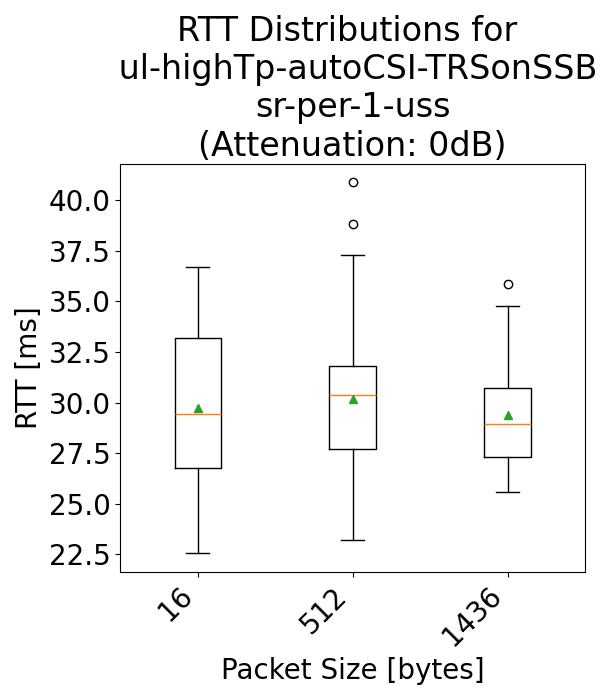 RTT Distributions for
ul-highTp-autoCSI-TRSonSSB
sr-per-1-uss
(Attenuation: 0dB)
40.0
37.5
35.0
32.5
30.0
27.5
25.0
22.5
RTT [ms]
16
512
1436
Packet Size [bytes]